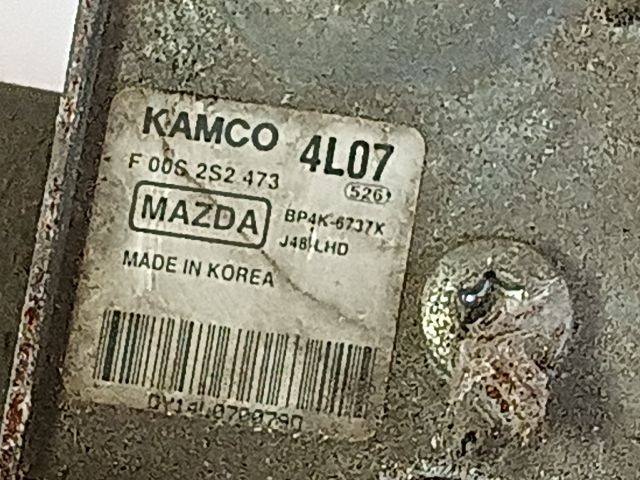 KAMCO 4L07
F 00S 2S2 473 526
MAZDA BP4K-6737X
J48 LHD
MADE IN KOREA